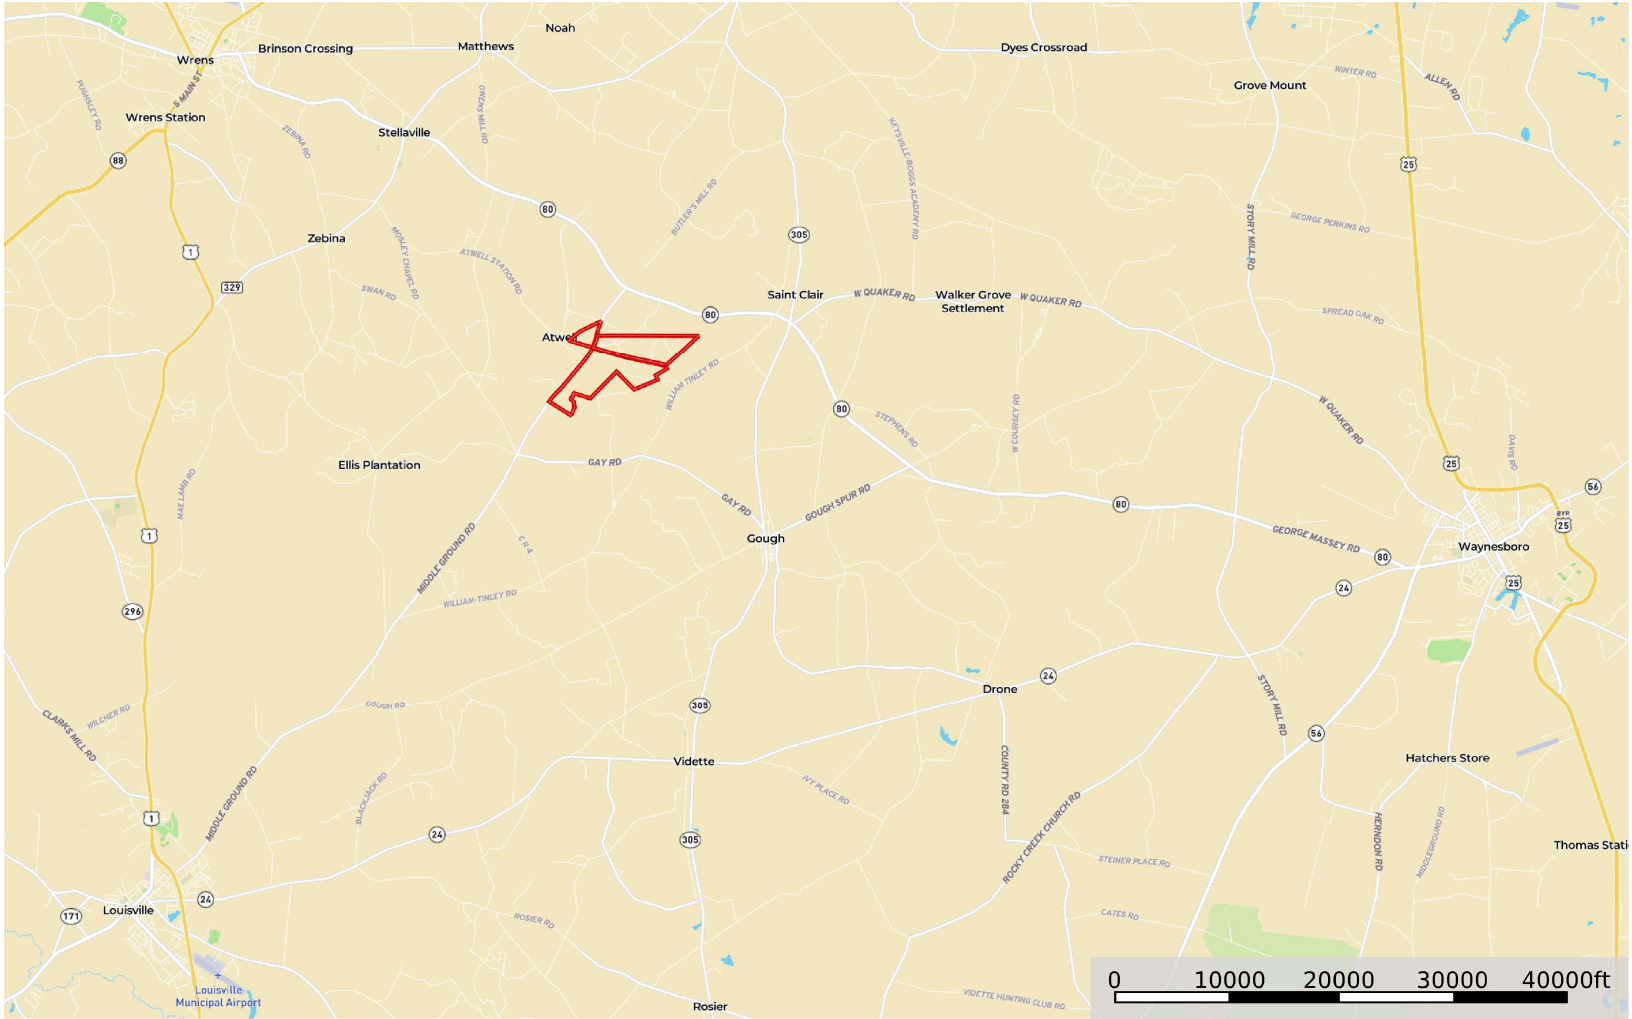 Noah
Brinson Crossing
Matthews
Dyes Crossroad
Wrens
WINTER RD
ALLEN RD
Grove Mount
PUGHSLEY RD
S MAIN ST
OWENS MILL RD
Wrens Station
ZEBINA RD
Stellaville
KEYSVILLE-BOGGS ACADEMY RD
88
25
BUTLER'S MILL RD
80
STORY MILL RD
GEORGE PERKINS RD
MOSLEY CHAPEL RD
Zebina
305
1
ATWELL STATION RD
329
SWAN RD
Saint Clair
W QUAKER RD
Walker Grove
Settlement
W QUAKER RD
80
SPREAD OAK RD
Atwell
WILLIAM TINLEY RD
80
STEPHENS RD
W COURSEY RD
W QUAKER RD
DAVIS RD
Ellis Plantation
GAY RD
25
MAE LAMB RD
GAY RD
GOUGH SPUR RD
56
80
BYP
25
1
C R 4
Gough
GEORGE MASSEY RD
80
Waynesboro
MIDDLE GROUND RD
24
25
WILLIAM-TINLEY RD
296
24
Drone
STORY MILL RD
305
GOUGH RD
WILCHER RD
CLARKS MILL RD
56
Vidette
COUNTY RD 284
Hatchers Store
IVY PLACE RD
MIDDLE GROUND RD
BLACKJACK RD
1
24
305
ROCKY CREEK CHURCH RD
HERNDON RD
MIDDLEGROUND RD
Thomas Stati
STEINER PLACE RD
24
Louisville
171
ROSIER RD
CATES RD
Louisville
Municipal Airport
VIDETTE HUNTING CLUB RD
Rosier
0 10000 20000 30000 40000ft